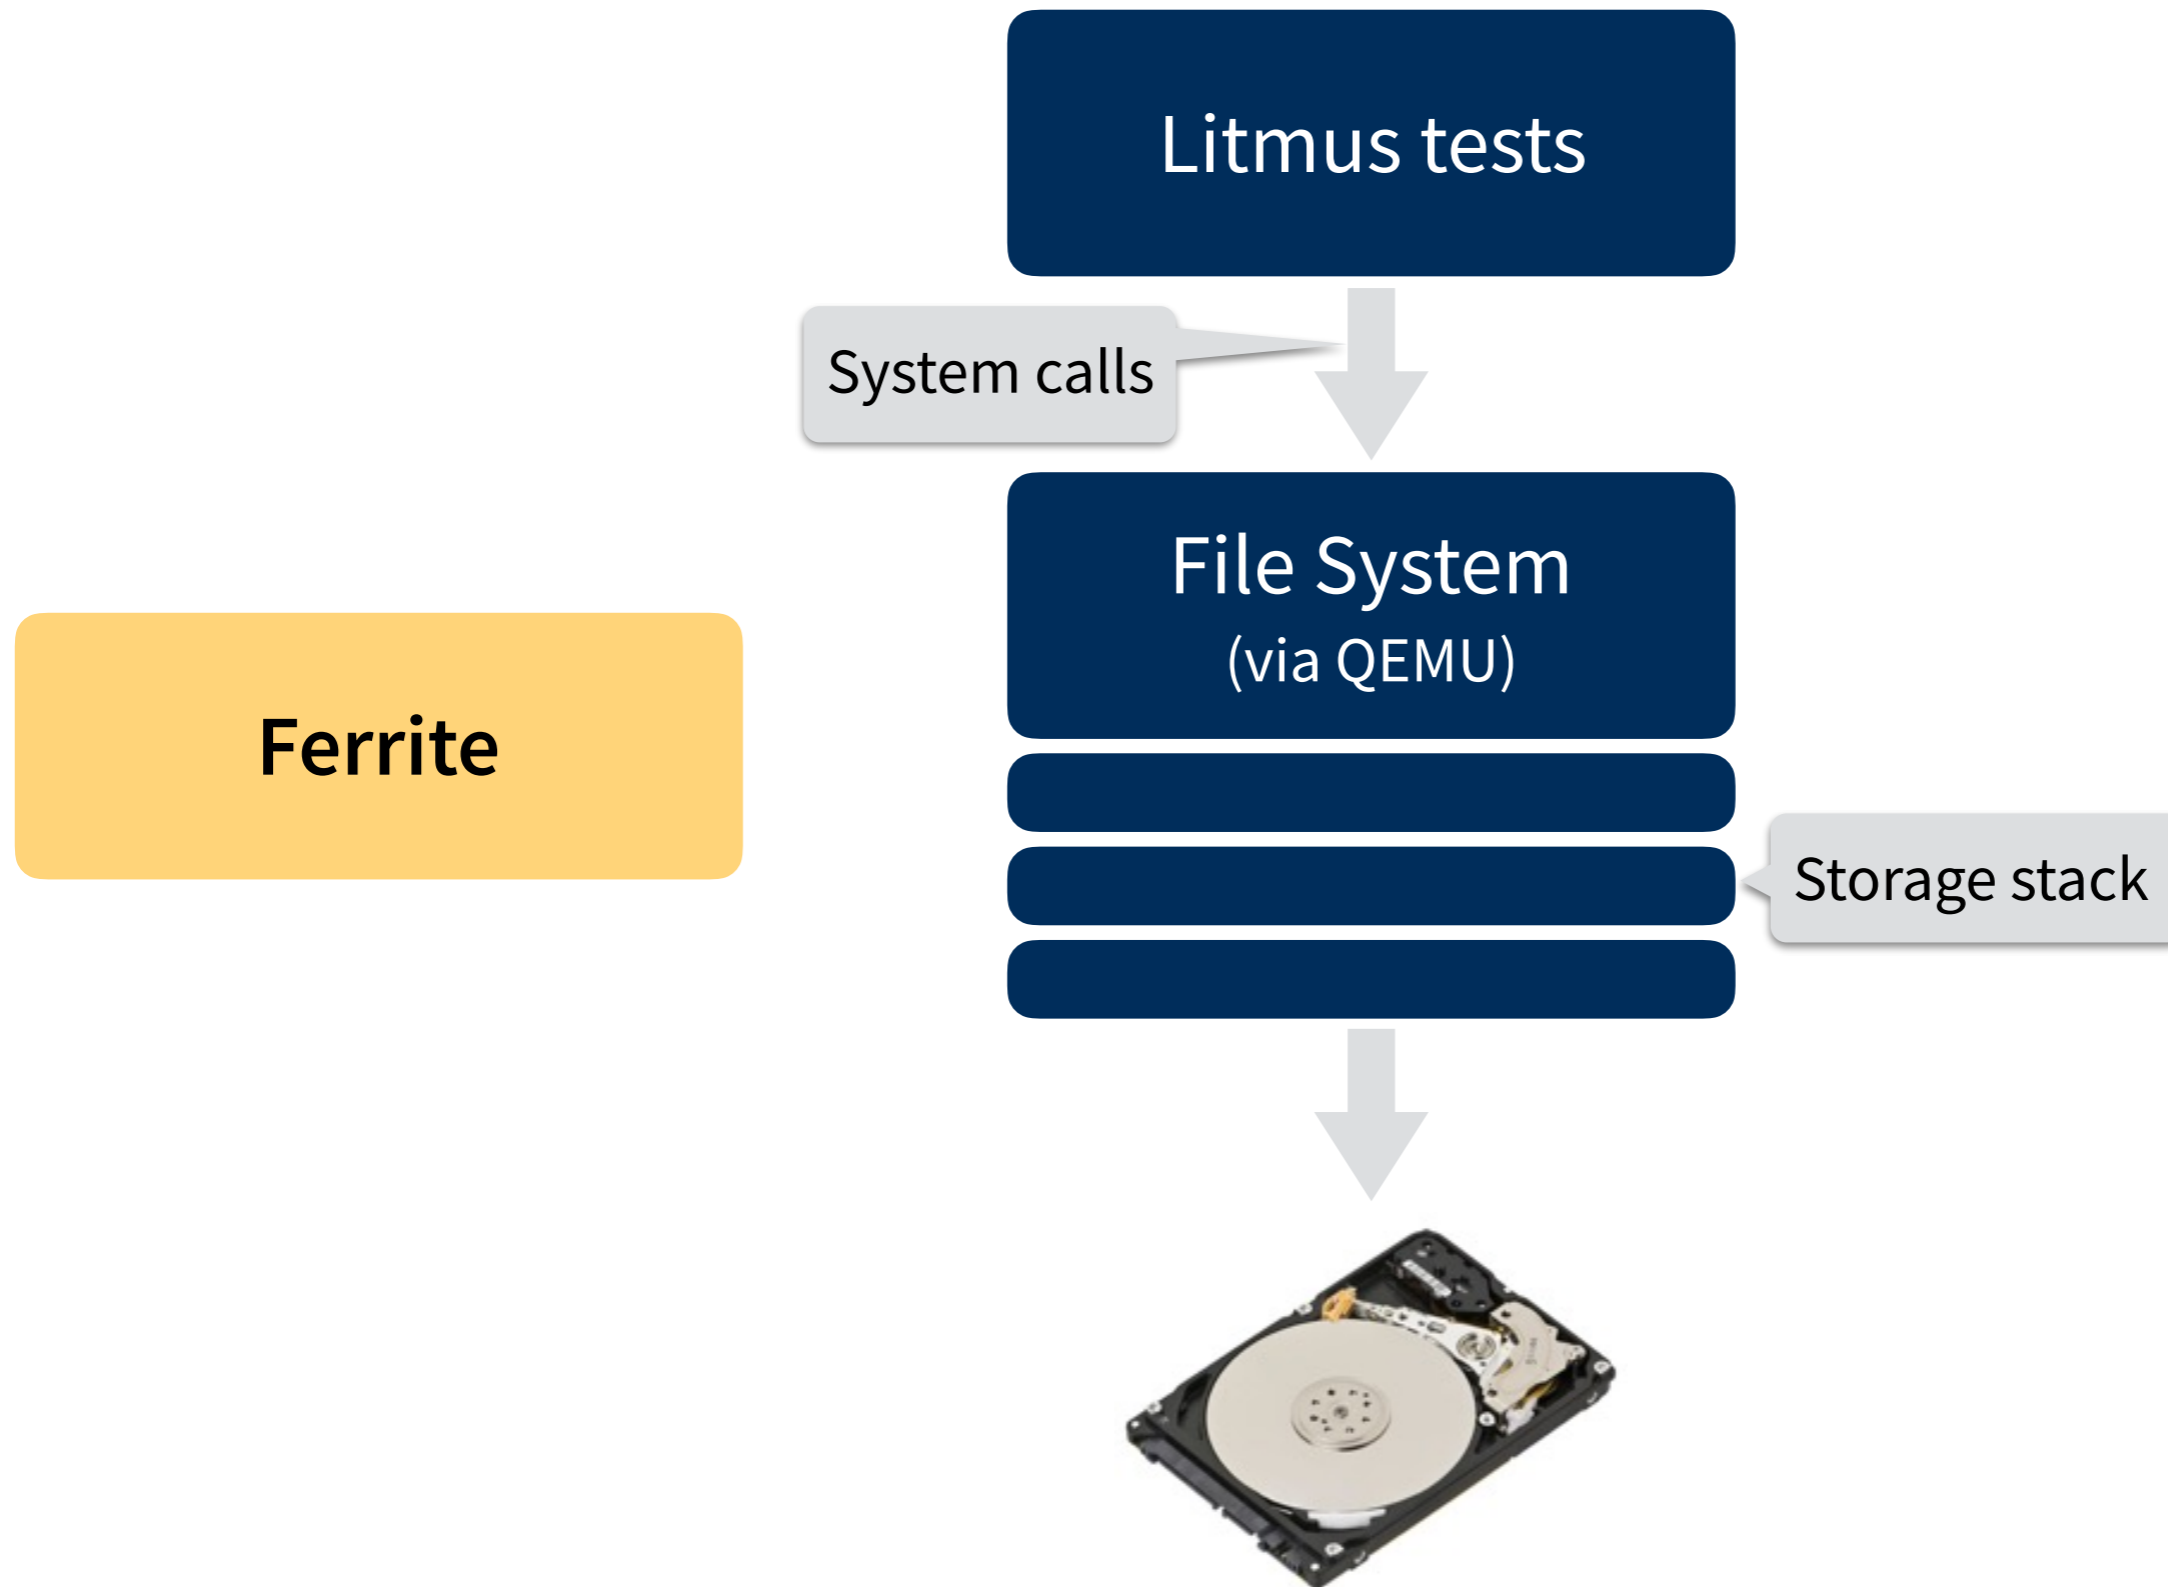 Litmus tests
System calls
File System
(via QEMU)
Ferrite
Storage stack